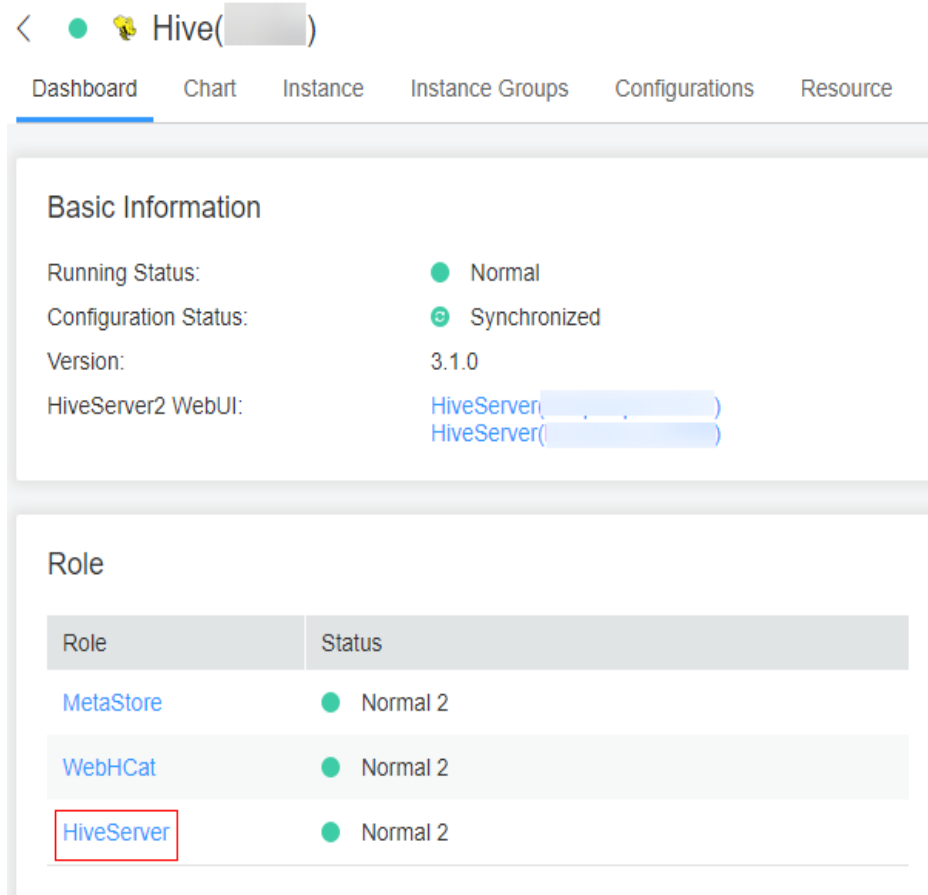 Hive( )
Dashboard Chart Instance Instance Groups Configurations Resource
Basic Information
Running Status: Normal
Configuration Status: Synchronized
Version: 3.1.0
HiveServer2 WebUI: HiveServer( )
HiveServer( )
Role
Role Status
MetaStore Normal 2
WebHCat Normal 2
HiveServer Normal 2